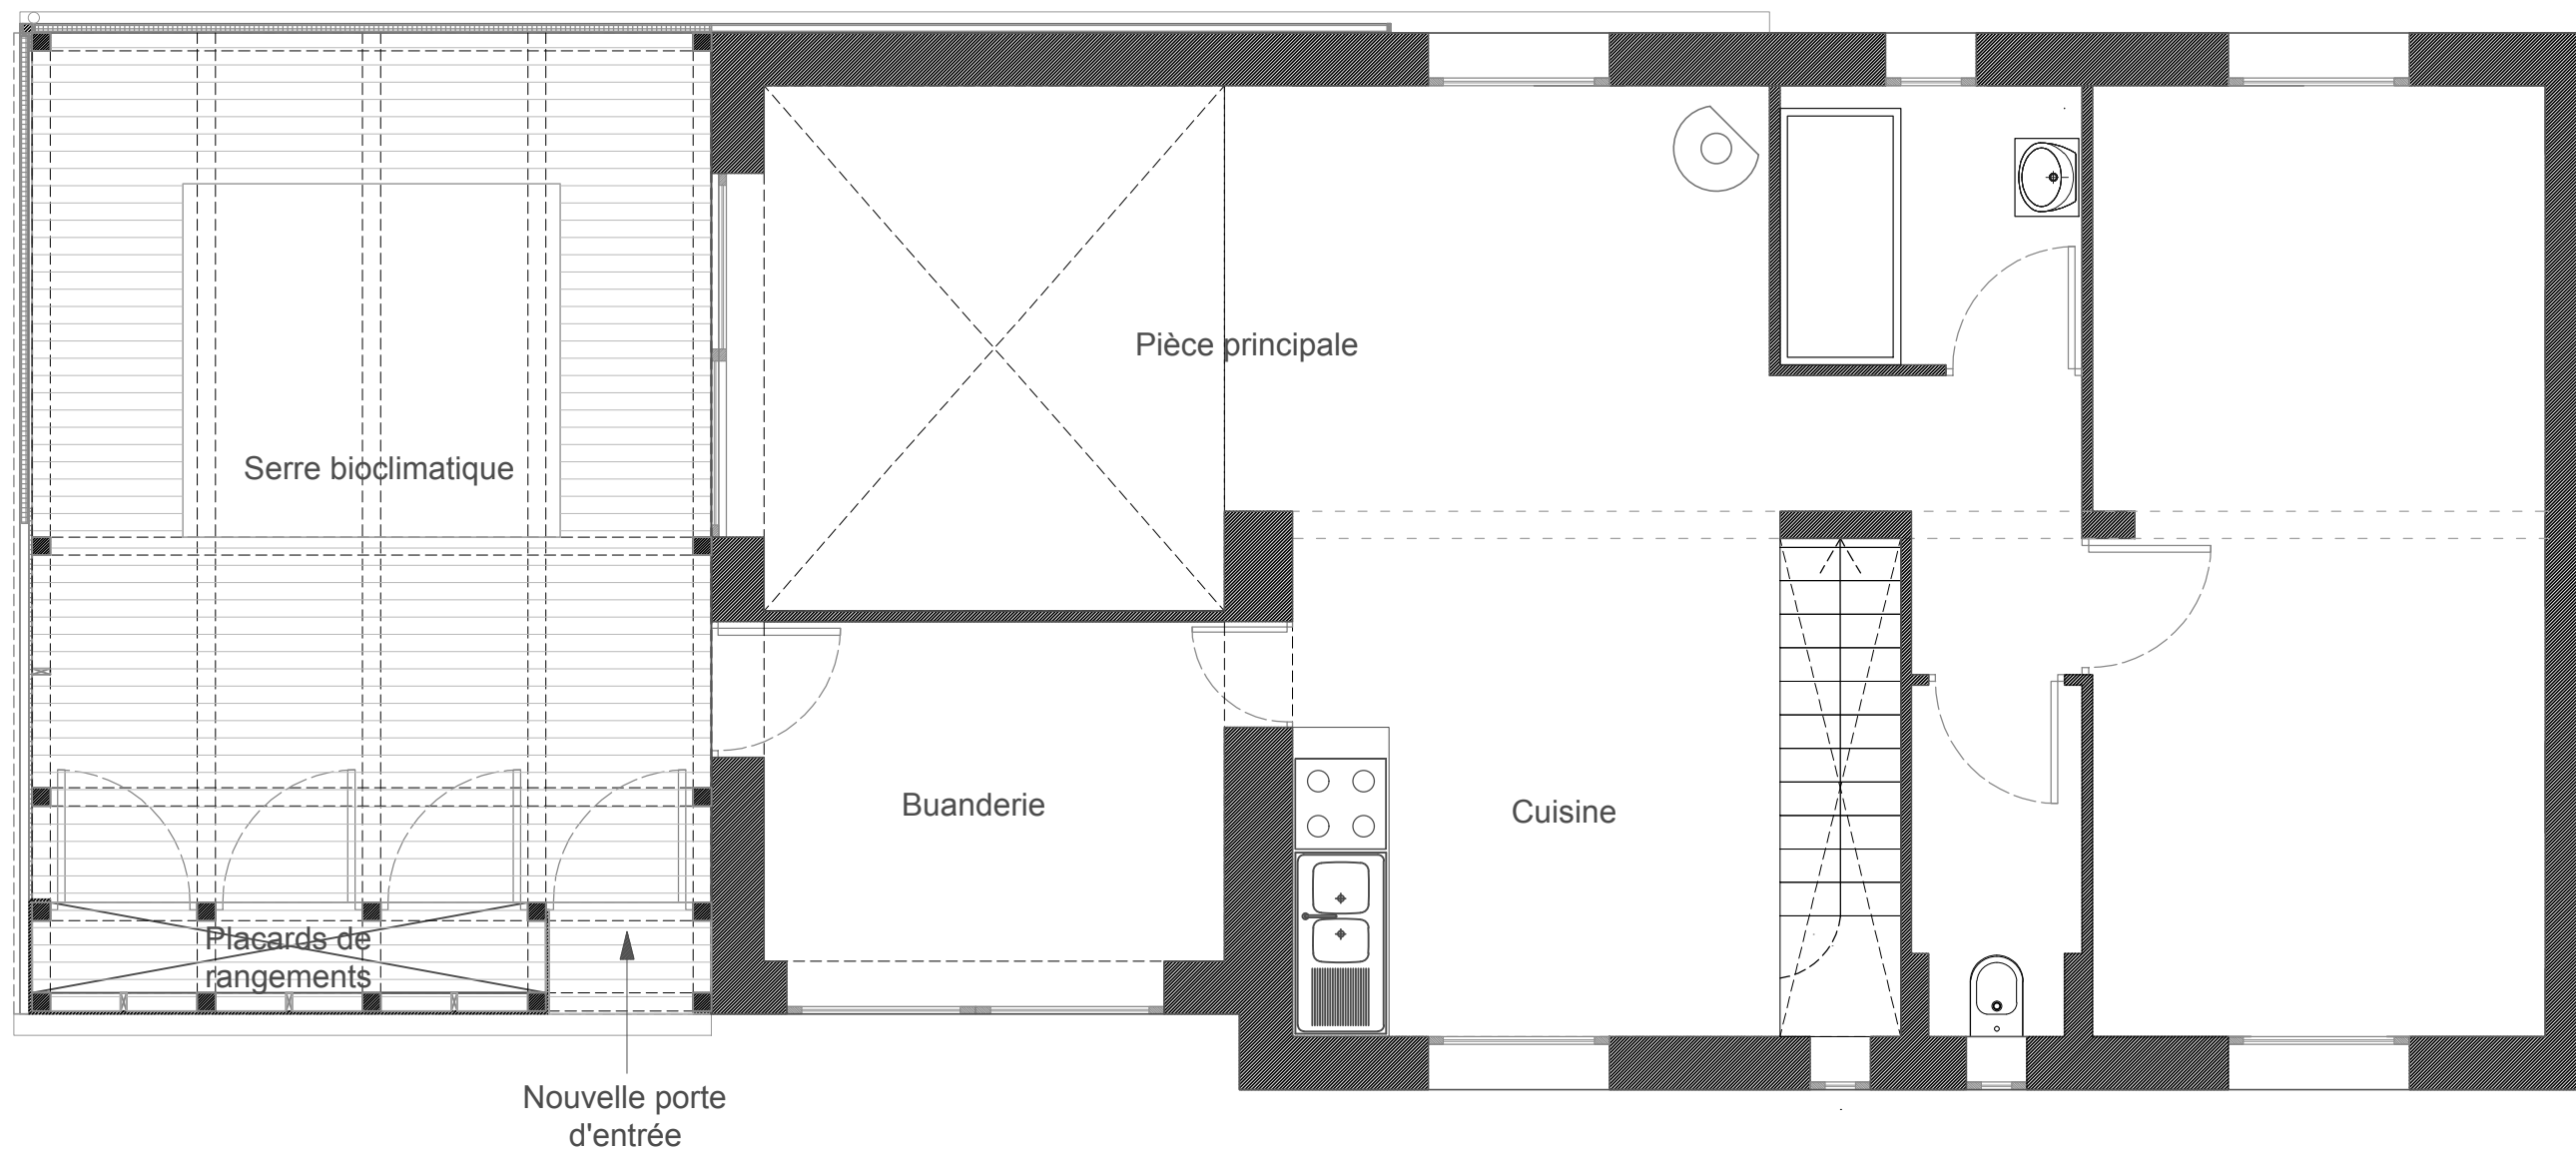 Pièce principale
Serre bioclimatique
Buanderie
Cuisine
Placards de
rangements
Nouvelle porte
d'entrée